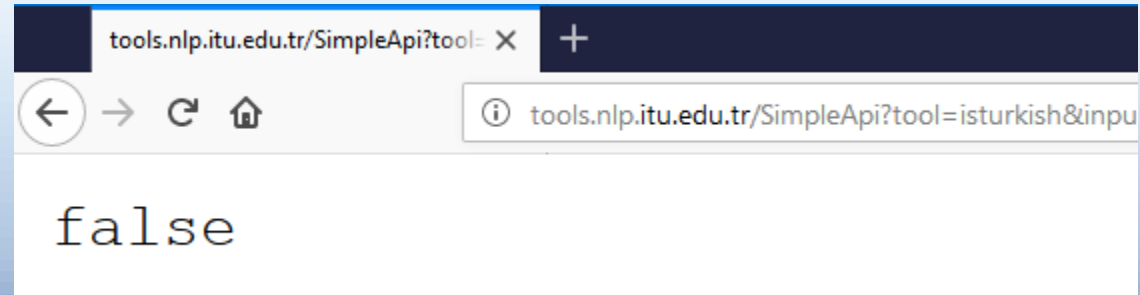 tools.nlp.itu.edu.tr/SimpleApi?tool=
tools.nlp.itu.edu.tr/SimpleApi?tool=isturkish&inpu
false